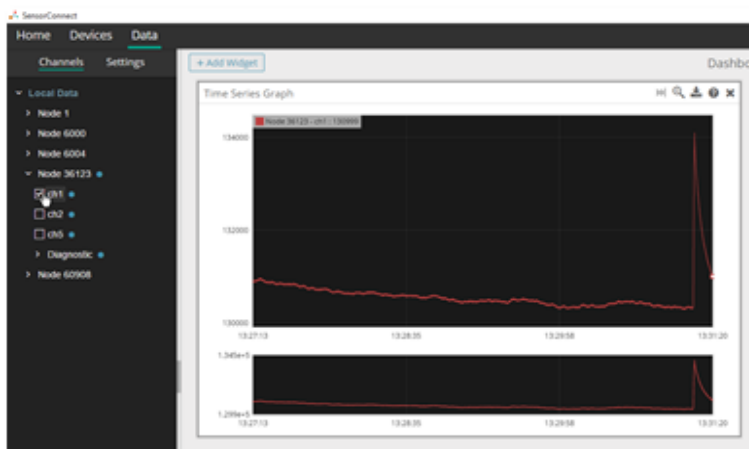 SensorConnect
Home Devices Data
Channels Settings
+ Add Widget
Dashbo
Local Data
Node 1
Node 6000
Node 6004
Node 36123
ch1
ch2
ch5
Diagnostic
Node 60908
Time Series Graph
Node 36123 - ch1 : 130999
134000
132000
130000
13:27:13 13:28:35 13:29:58 13:31:20
1.345e+5
1.299e+5
13:27:13 13:28:35 13:29:58 13:31:20